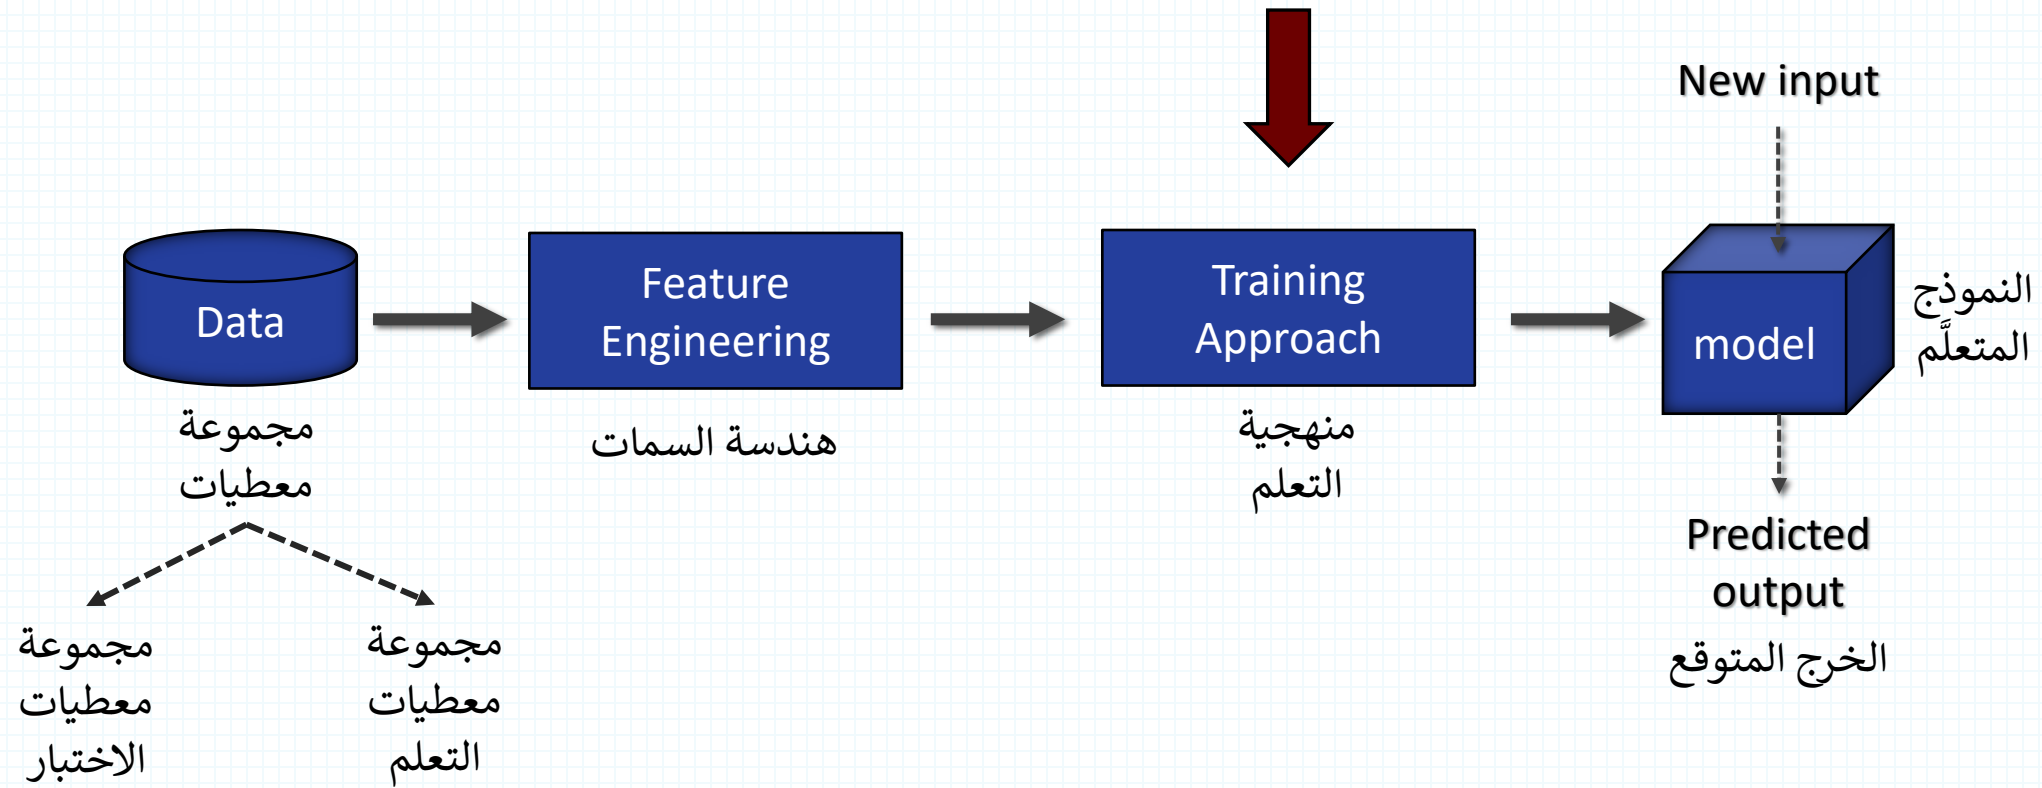 New input
Data
Feature
Engineering
Training
Approach
model
النموذج
المتعلَّم
مجموعة
معطيات
هندسة السمات
منهجية
التعلم
Predicted
output
الخرج المتوقع
مجموعة
معطيات
الاختبار
مجموعة
معطيات
التعلم